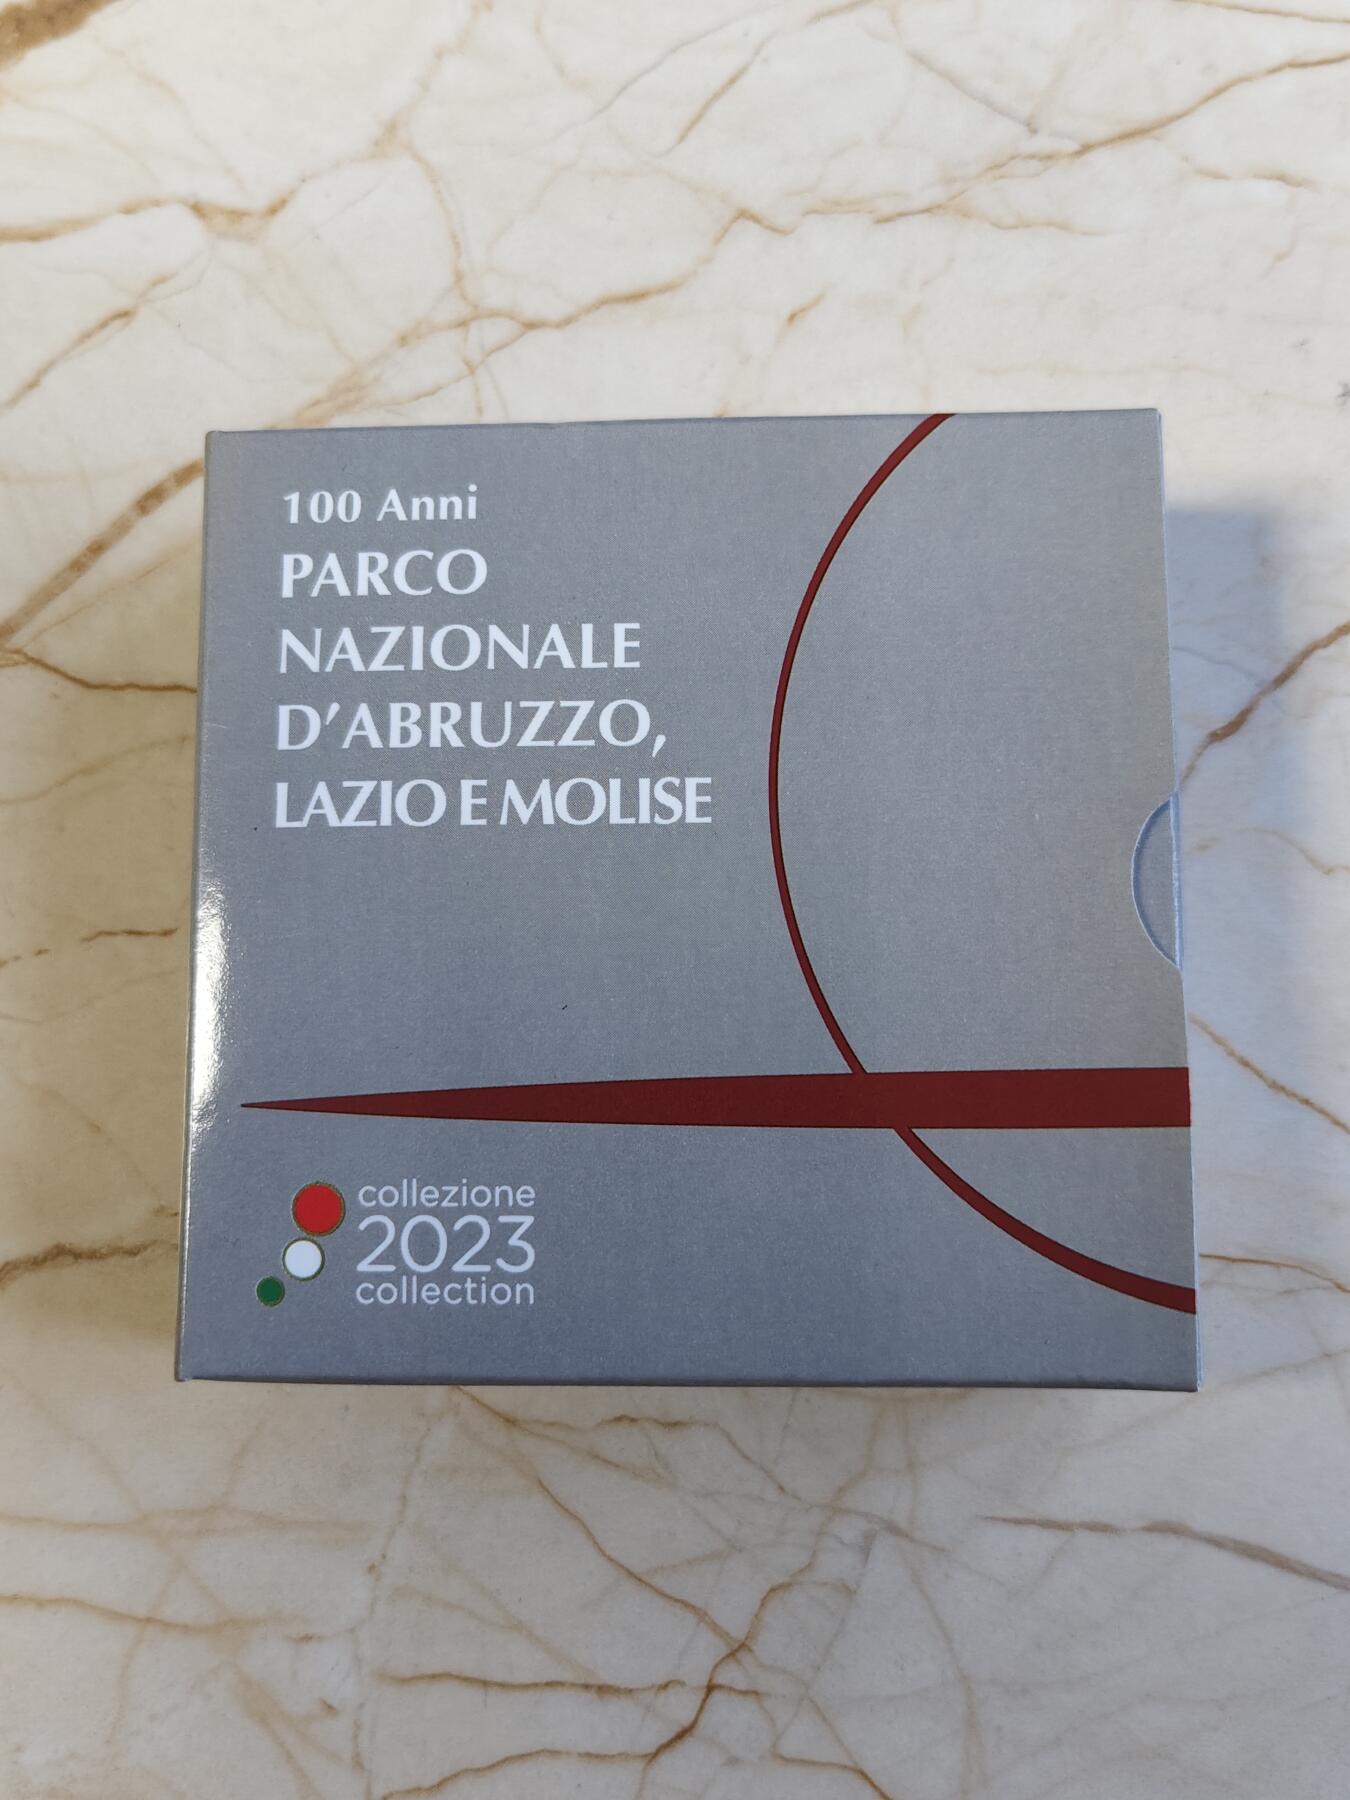 100 Anni
PARCO
NAZIONALE
D’ABRUZZO,
LAZIO E MOLISE
collezione
2023
collection